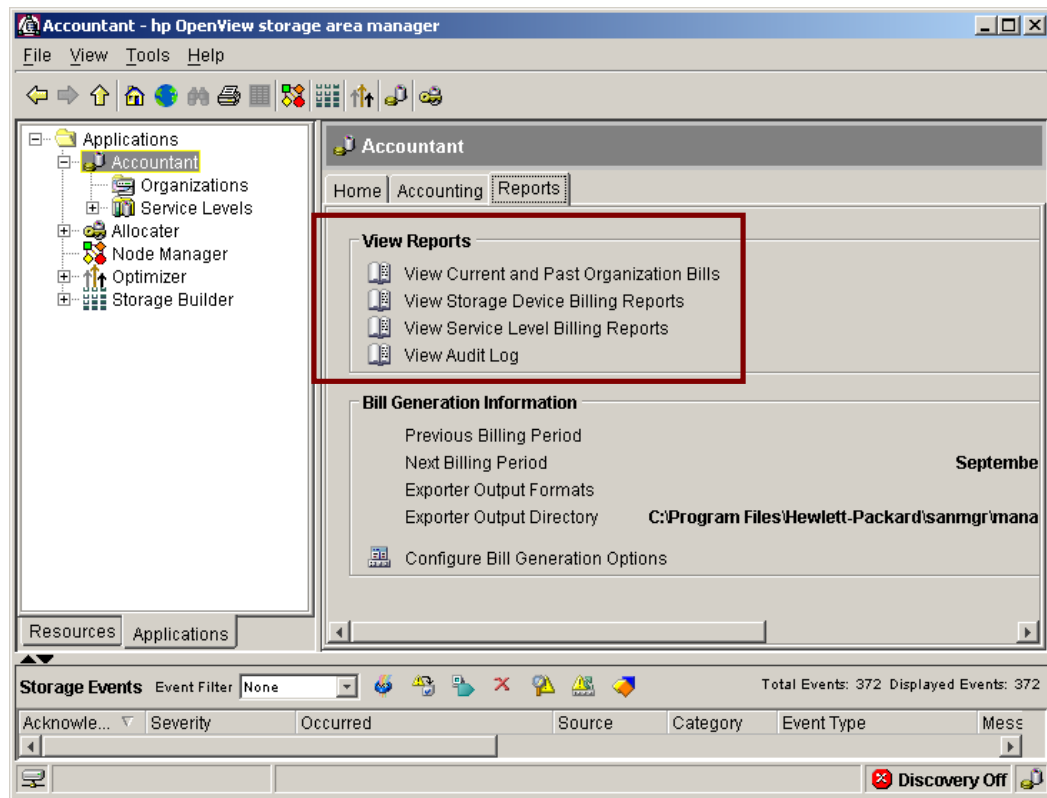 Accountant - hp OpenView storage area manager
File View Tools Help
Applications
Accountant
Organizations
Service Levels
Allocater
Node Manager
Optimizer
Storage Builder
Resources Applications
Accountant
Home Accounting Reports
View Reports
View Current and Past Organization Bills
View Storage Device Billing Reports
View Service Level Billing Reports
View Audit Log
Bill Generation Information
Previous Billing Period
Next Billing Period Septembe
Exporter Output Formats
Exporter Output Directory C:\Program Files\Hewlett-Packard\sanmgr\mana
Configure Bill Generation Options
Storage Events Event Filter None Total Events: 372 Displayed Events: 372
Acknowle... Severity Occurred Source Category Event Type Mess
Discovery Off